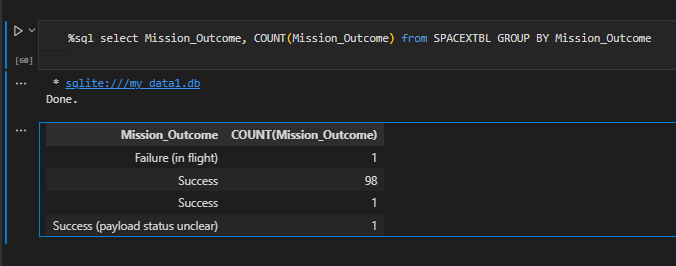 %sql select Mission_Outcome, COUNT(Mission_Outcome) from SPACEXTBL GROUP BY Mission_Outcome
[60]
... * sqlite:///my_data1.db
Done.
...
Mission_Outcome COUNT(Mission_Outcome)
Failure (in flight) 1
Success 98
Success 1
Success (payload status unclear) 1